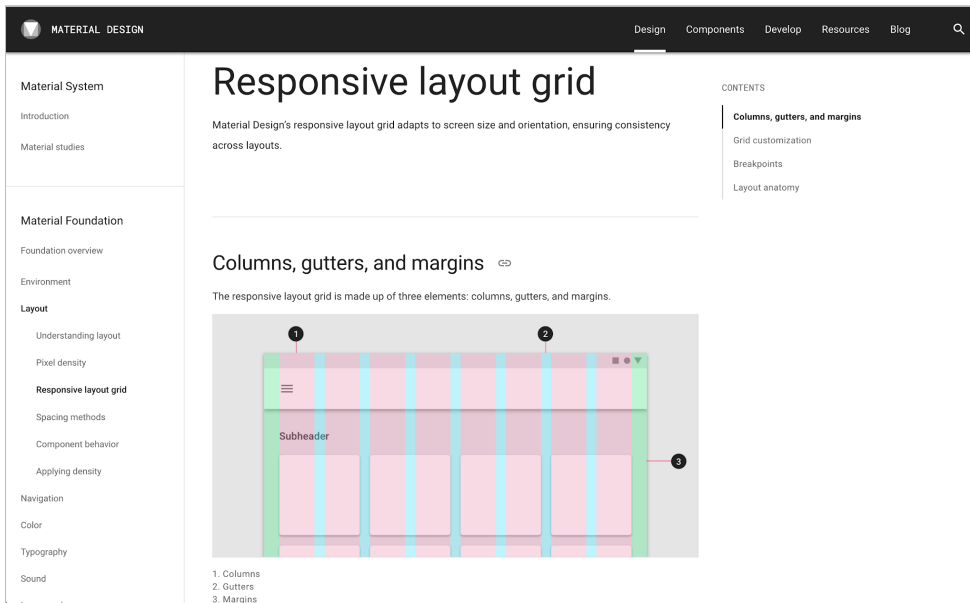 MATERIAL DESIGN
Design
Components
Develop
Resources
Blog
Material System
Introduction
Material studies
Material Foundation
Foundation overview
Environment
Layout
Understanding layout
Pixel density
Responsive layout grid
Spacing methods
Component behavior
Applying density
Navigation
Color
Typography
Sound
Responsive layout grid
Material Design's responsive layout grid adapts to screen size and orientation, ensuring consistency
across layouts.
Columns, gutters, and margins
The responsive layout grid is made up of three elements: columns, gutters, and margins.
1
2
Subheader
3
1. Columns
2. Gutters
3. Margins
CONTENTS
Columns, gutters, and margins
Grid customization
Breakpoints
Layout anatomy